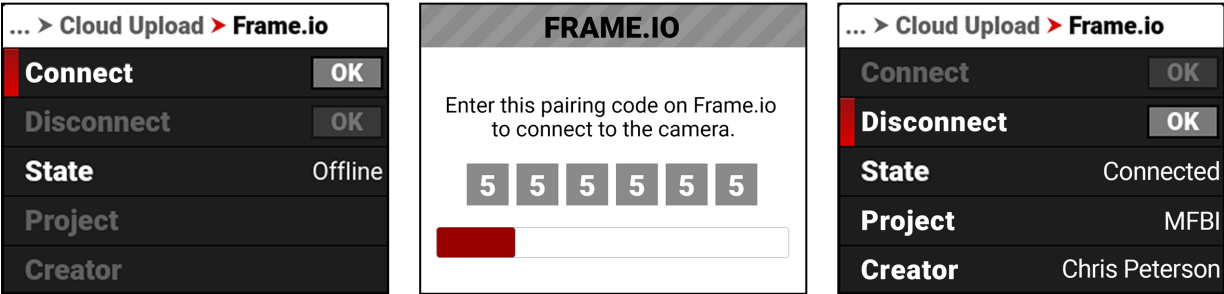 ... > Cloud Upload > Frame.io
Connect OK
Disconnect OK
State Offline
Project
Creator
FRAME.IO
Enter this pairing code on Frame.io
to connect to the camera.
5 5 5 5 5 5
... > Cloud Upload > Frame.io
Connect OK
Disconnect OK
State Connected
Project MFBI
Creator Chris Peterson